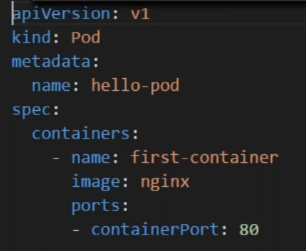 apiVersion: v1
kind: Pod
metadata:
  name: hello-pod
spec:
  containers:
    - name: first-container
      image: nginx
      ports:
      - containerPort: 80